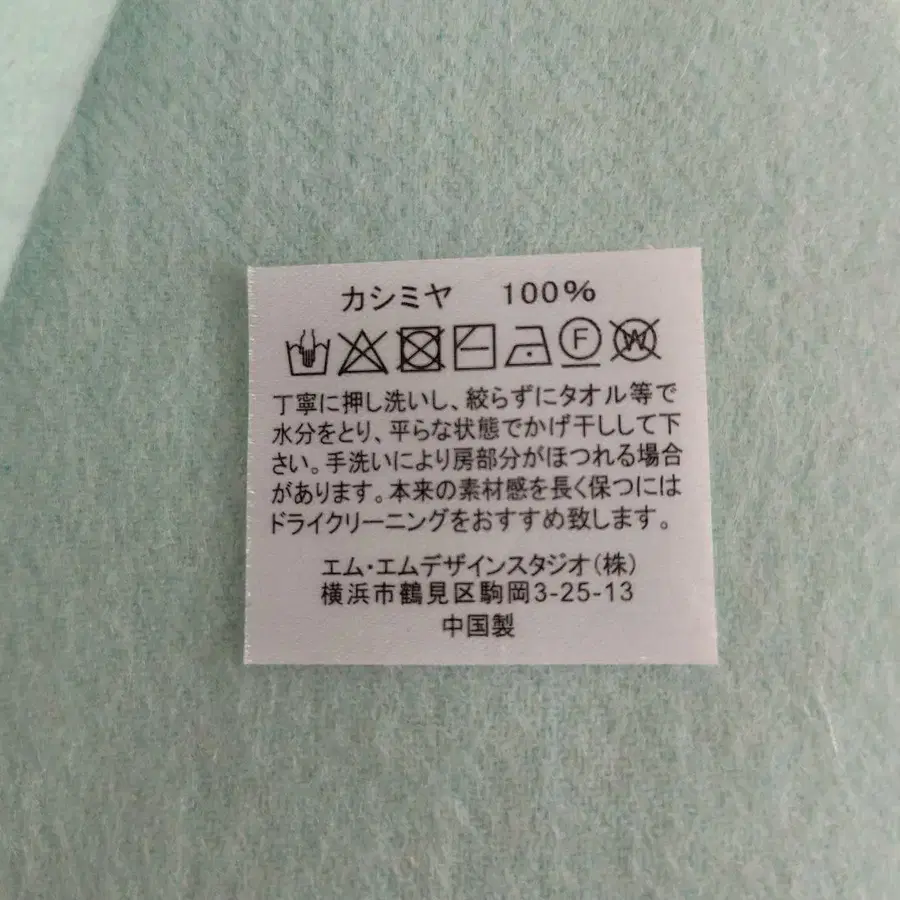 カシミヤ 100%
F
W
丁寧に押し洗いし、絞らずにタオル等で
水分をとり、平らな状態でかげ干しして下
さい。手洗いにより房部分がほつれる場合
があります。本来の素材感を長く保つには
ドライクリーニングをおすすめ致します。
エム・エムデザインスタジオ(株)
横浜市鶴見区駒岡3-25-13
中国製